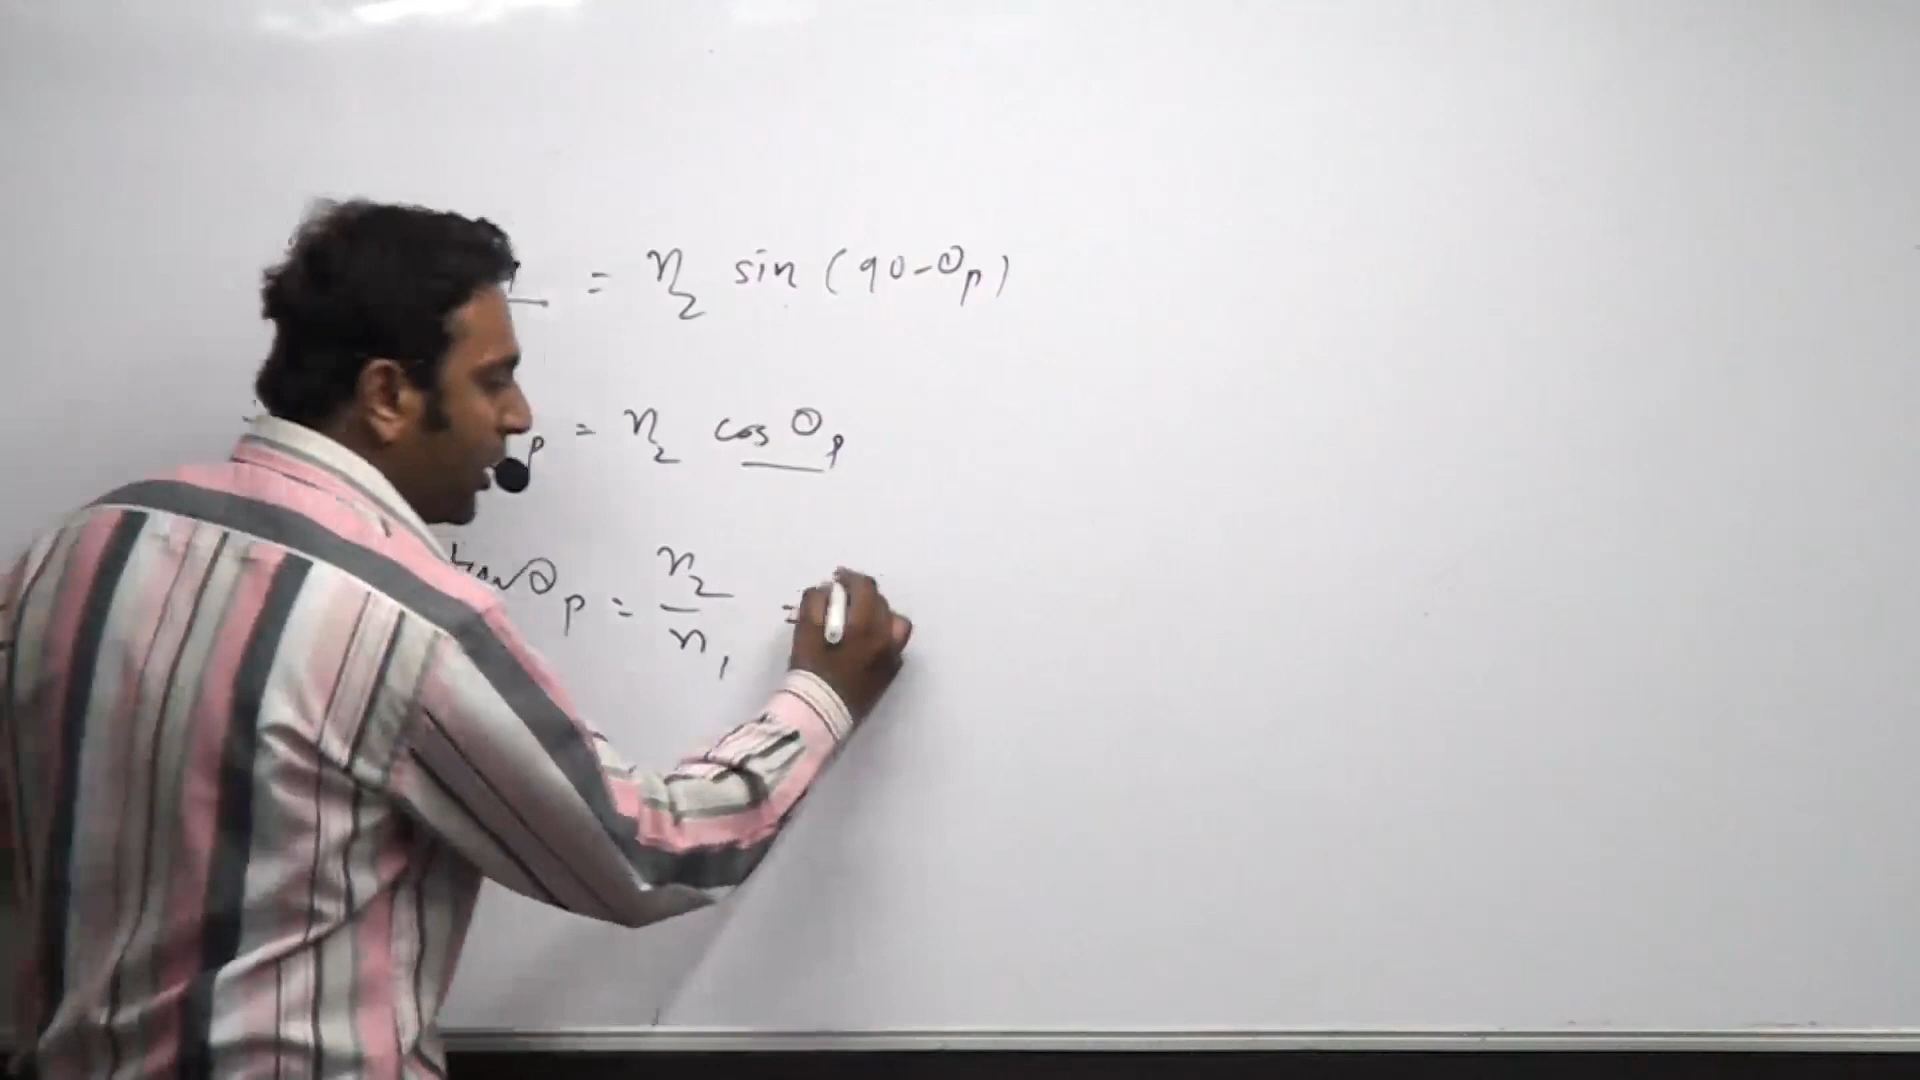 = n₂ sin (90-θp)
p = n₂ cos θp
tan θp = n₂/n₁ =